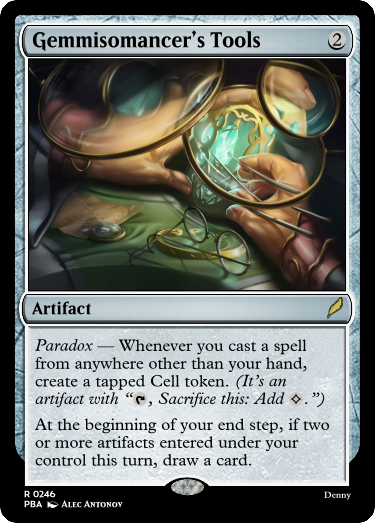 Gemmisomancer's Tools 2
Artifact
Paradox — Whenever you cast a spell
from anywhere other than your hand,
create a tapped Cell token. (It's an
artifact with “, Sacrifice this: Add .”)
At the beginning of your end step, if two
or more artifacts entered under your
control this turn, draw a card.
R 0246
PBA Alec Antonov
Denny